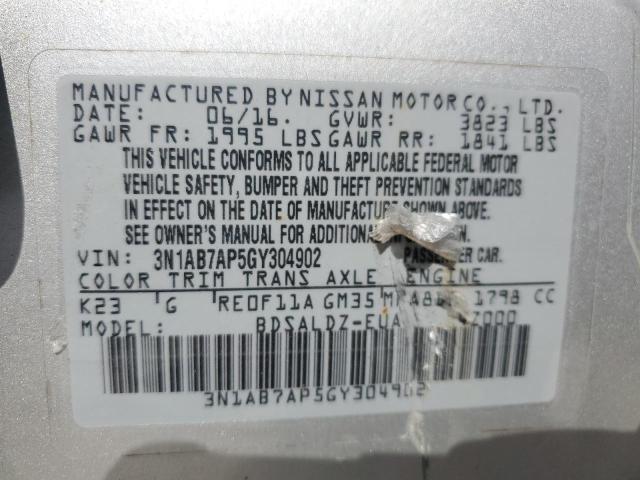 MANUFACTURED BY NISSAN MOTOR CO., LTD.
DATE: 06/16. GVWR: 3823 LBS
GAWR FR: 1995 LBS GAWR RR: 1841 LBS
THIS VEHICLE CONFORMS TO ALL APPLICABLE FEDERAL MOTOR
VEHICLE SAFETY, BUMPER AND THEFT PREVENTION STANDARDS
IN EFFECT ON THE DATE OF MANUFACTURE SHOWN ABOVE.
SEE OWNER'S MANUAL FOR ADDITIONAL INFORMATION.
VIN: 3N1AB7AP5GY304902 PASSENGER CAR.
COLOR TRIM TRANS AXLE ENGINE
K23 G RE0F11A GM35 1798 CC
MODEL: BDSALDZ-EUA
3N1AB7AP5GY304902